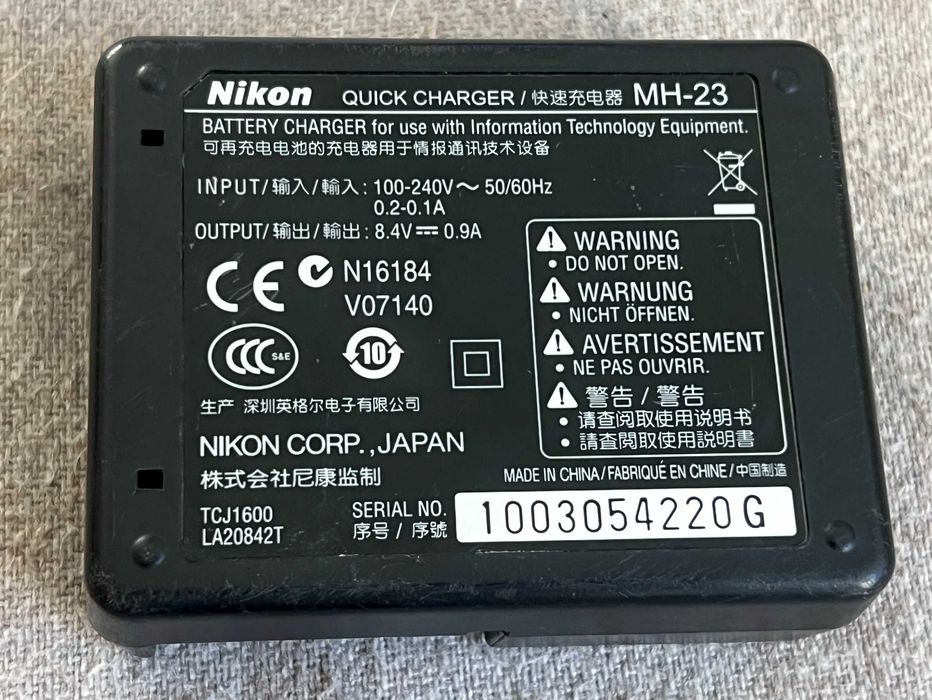 Nikon QUICK CHARGER / 快速充电器 MH-23
BATTERY CHARGER for use with Information Technology Equipment.
可再充电电池的充电器用于情报通讯技术设备
INPUT/输入/輸入: 100-240V～ 50/60Hz
0.2-0.1A
OUTPUT/输出/輸出: 8.4V⎓ 0.9A
CE N16184
V07140
CCC S&E 10
生产 深圳英格尔电子有限公司
NIKON CORP.,JAPAN
株式会社尼康监制
TCJ1600
LA20842T
WARNING
• DO NOT OPEN.
WARNUNG
• NICHT ÖFFNEN.
AVERTISSEMENT
• NE PAS OUVRIR.
警告 / 警告
• 请查阅取使用说明书
• 請查閲取使用説明書
MADE IN CHINA/FABRIQUÉ EN CHINE/中国制造
SERIAL NO.
序号 / 序號
1003054220G